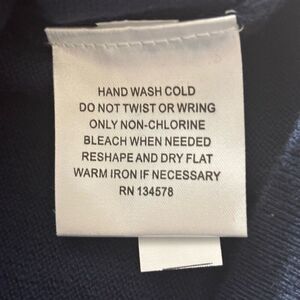 HAND WASH COLD
DO NOT TWIST OR WRING
ONLY NON-CHLORINE
BLEACH WHEN NEEDED
RESHAPE AND DRY FLAT
WARM IRON IF NECESSARY
RN 134578